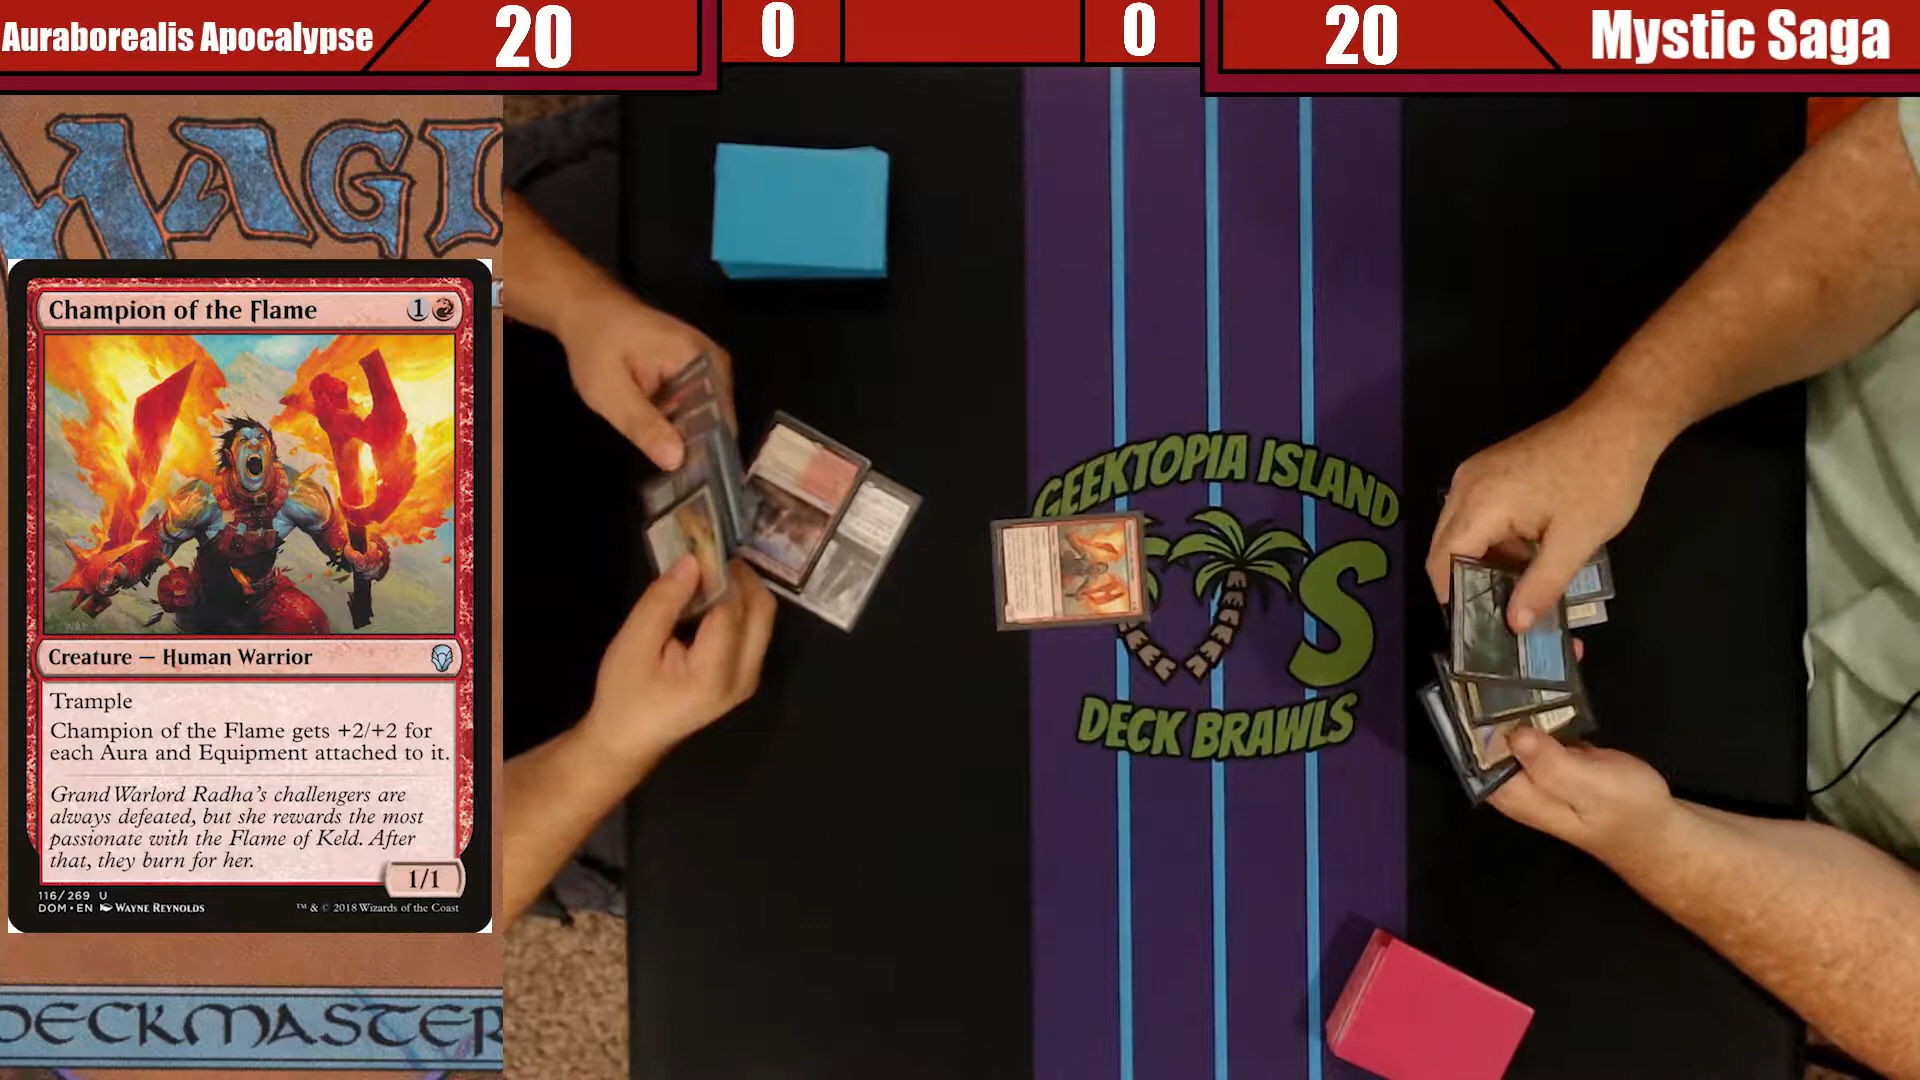 Auraborealis Apocalypse
20
0
0
20
Mystic Saga
MAGI
Champion of the Flame
1
Creature — Human Warrior
Trample
Champion of the Flame gets +2/+2 for
each Aura and Equipment attached to it.
Grand Warlord Radha's challengers are
always defeated, but she rewards the most
passionate with the Flame of Keld. After
that, they burn for her.
1/1
116/269 U
DOM • EN WAYNE REYNOLDS
™ & © 2018 Wizards of the Coast
DECKMASTER
GEEKTOPIA ISLAND
S
DECK BRAWLS